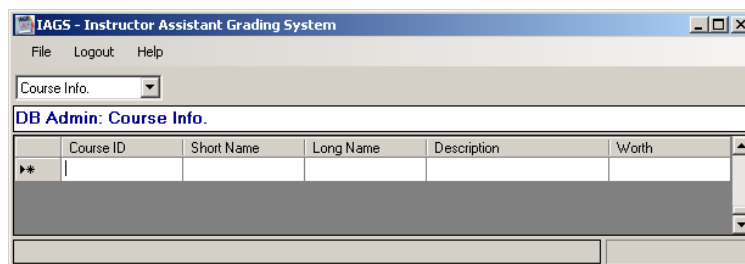 IAGS - Instructor Assistant Grading System
File Logout Help
Course Info.
DB Admin: Course Info.
Course ID Short Name Long Name Description Worth